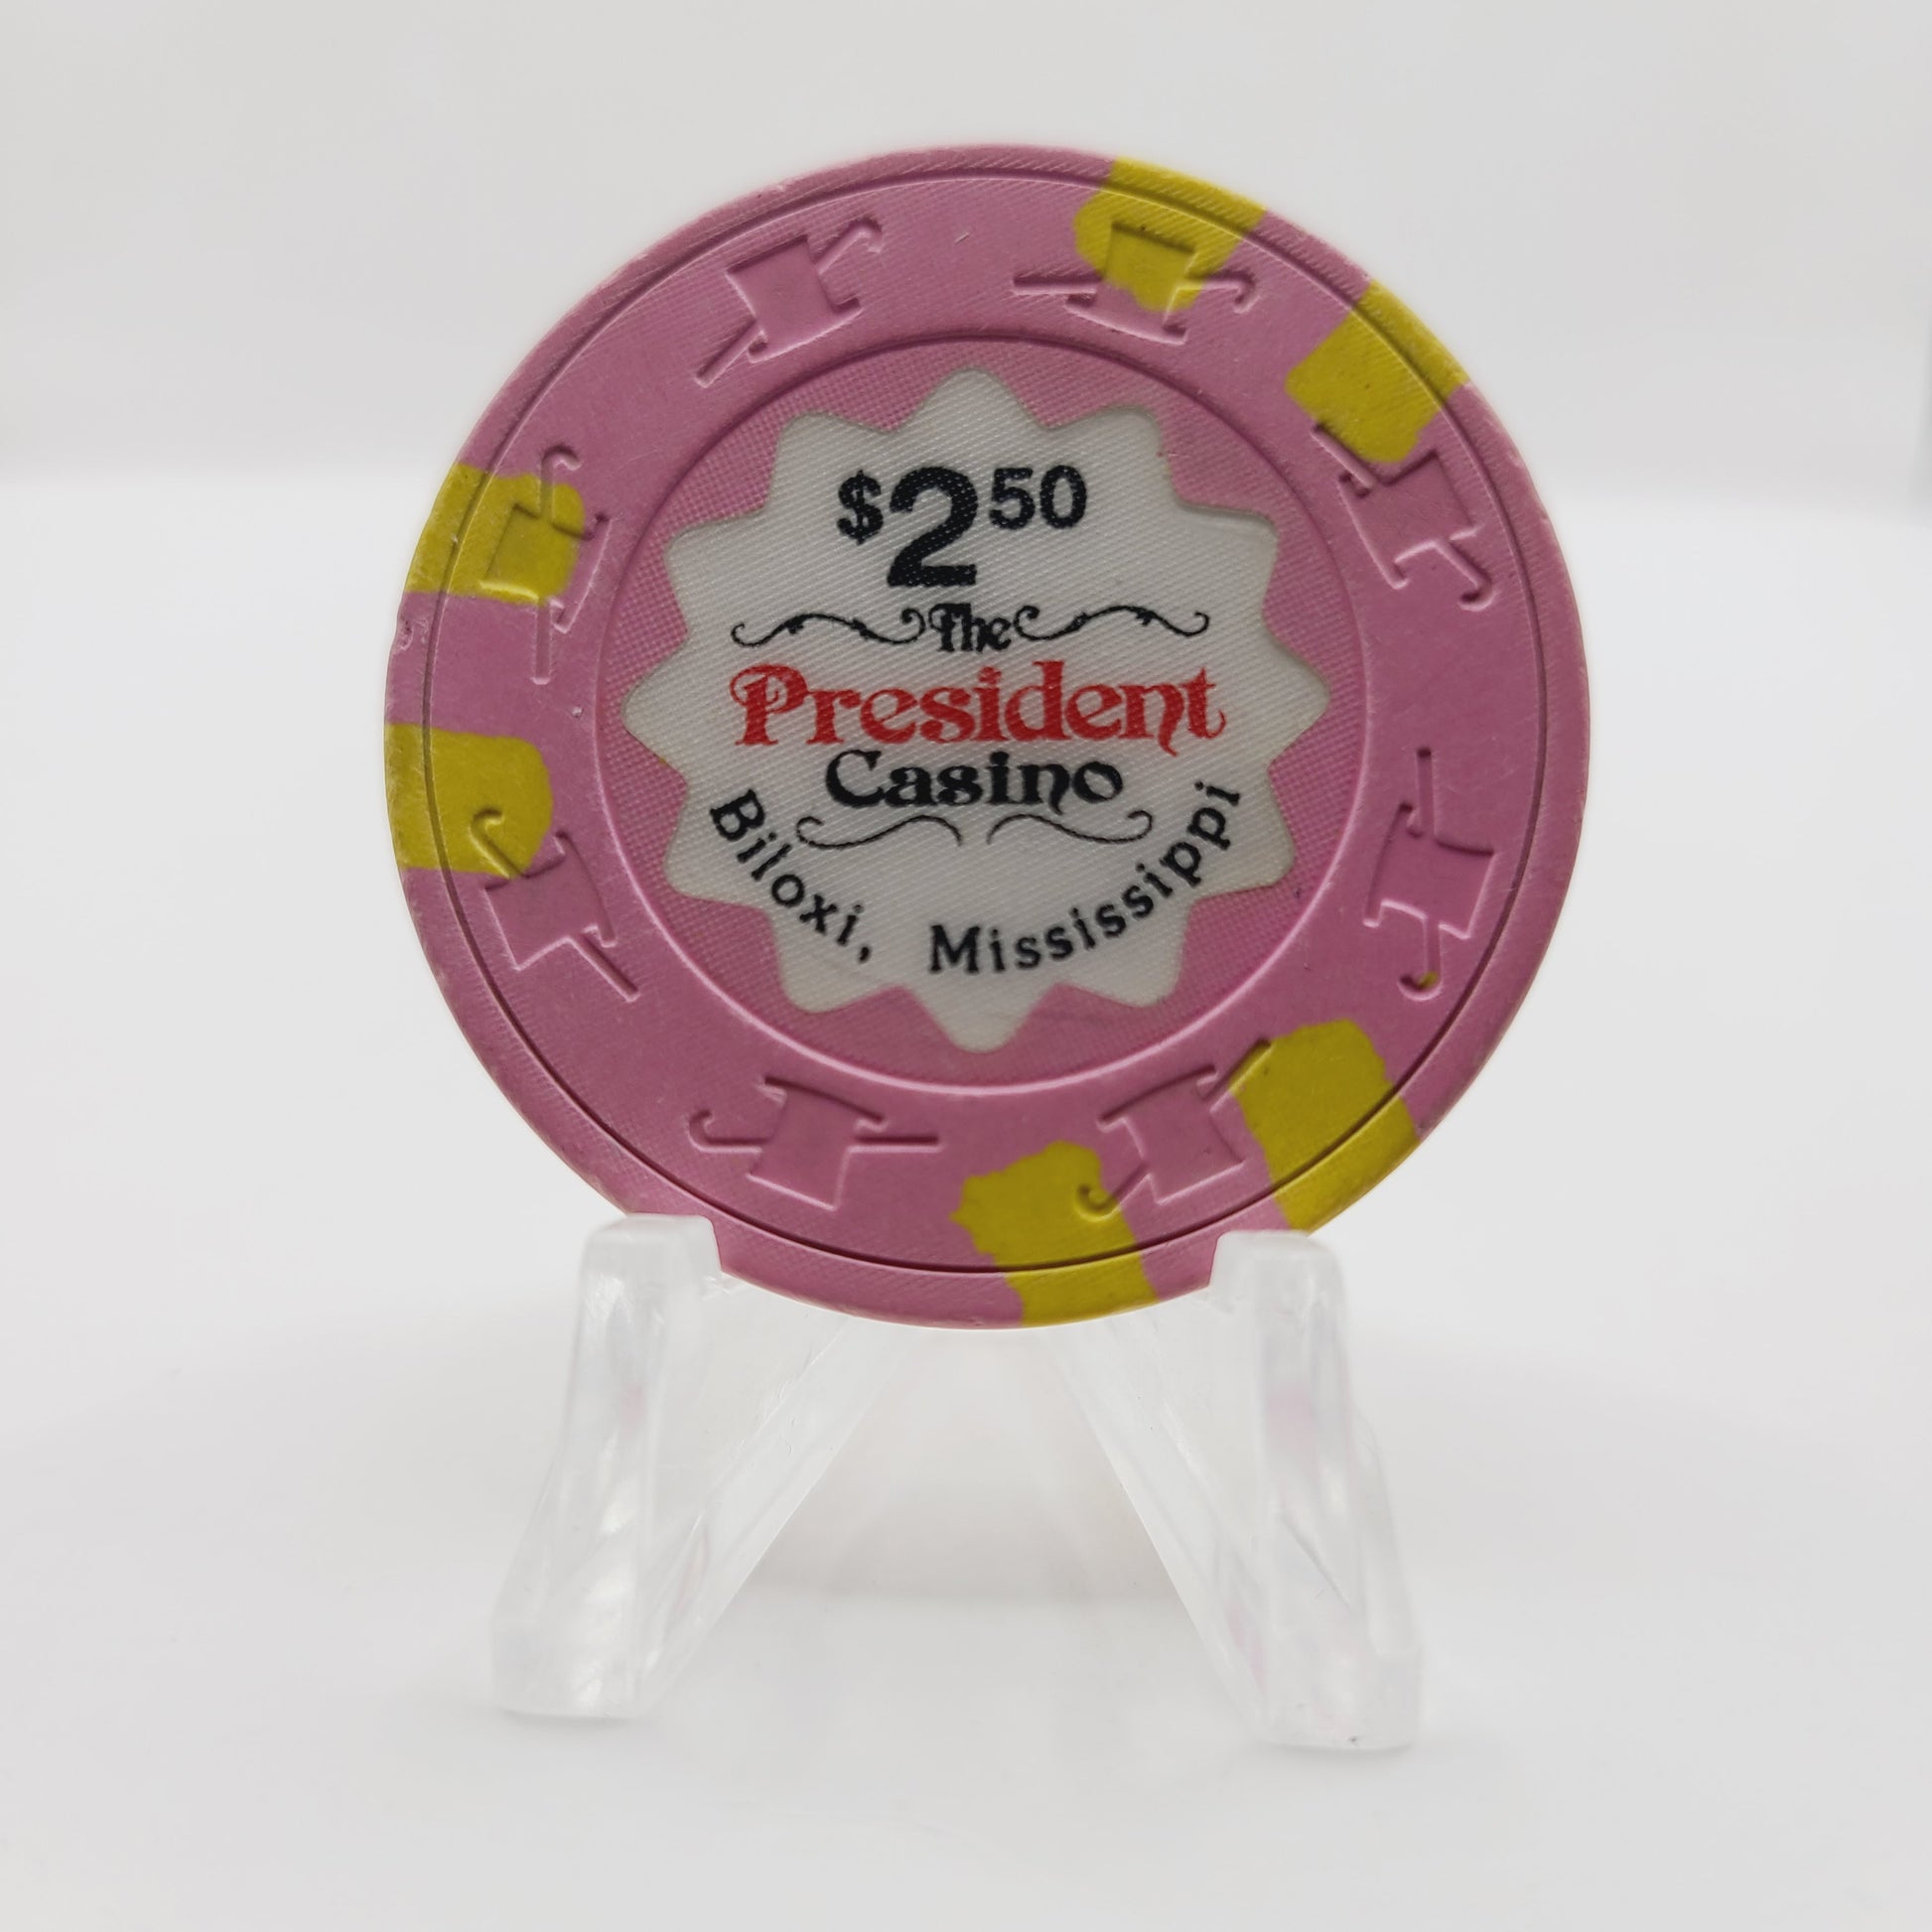 $2 50
The
President
Casino
Biloxi, Mississippi